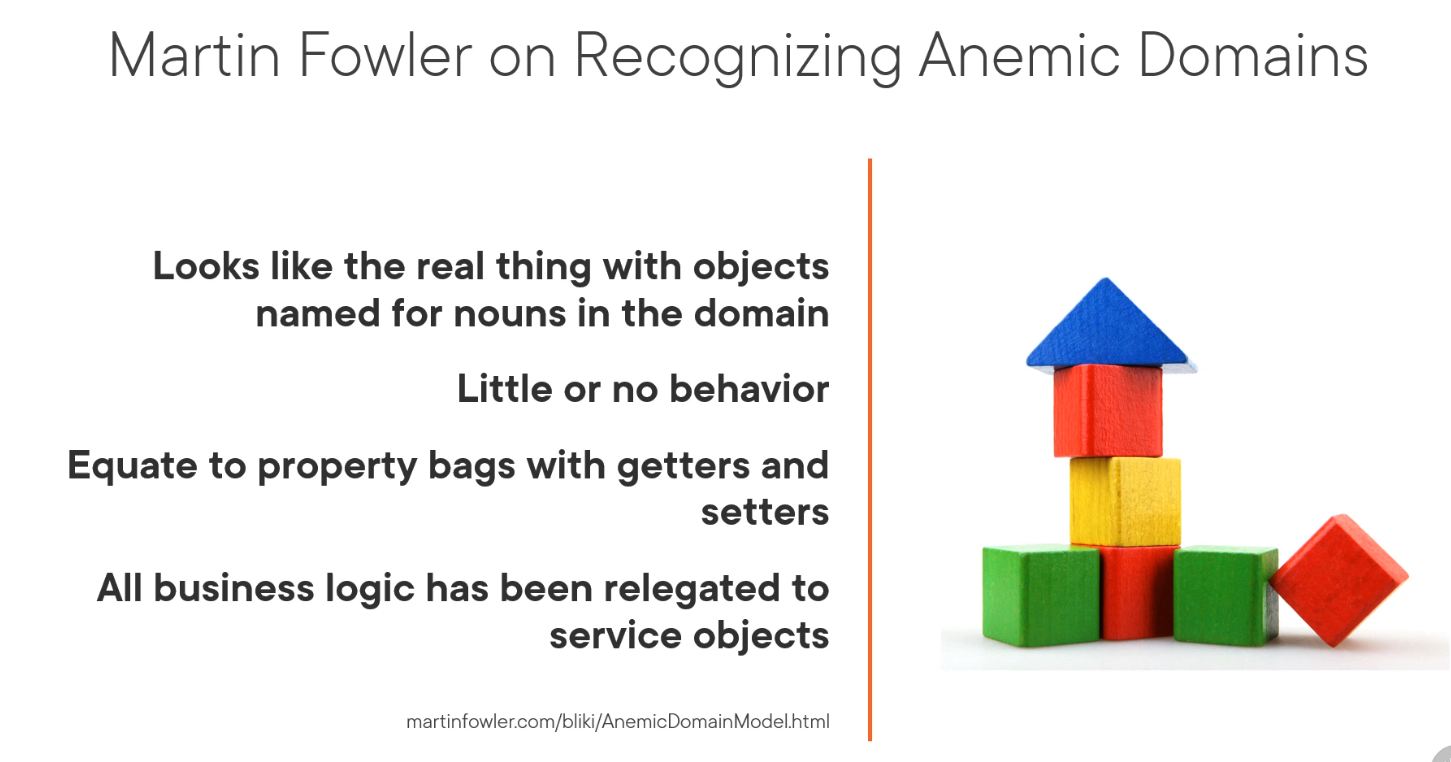 Martin Fowler on Recognizing Anemic Domains
Looks like the real thing with objects
named for nouns in the domain
Little or no behavior
Equate to property bags with getters and
setters
All business logic has been relegated to
service objects
martinfowler.com/bliki/AnemicDomainModel.html